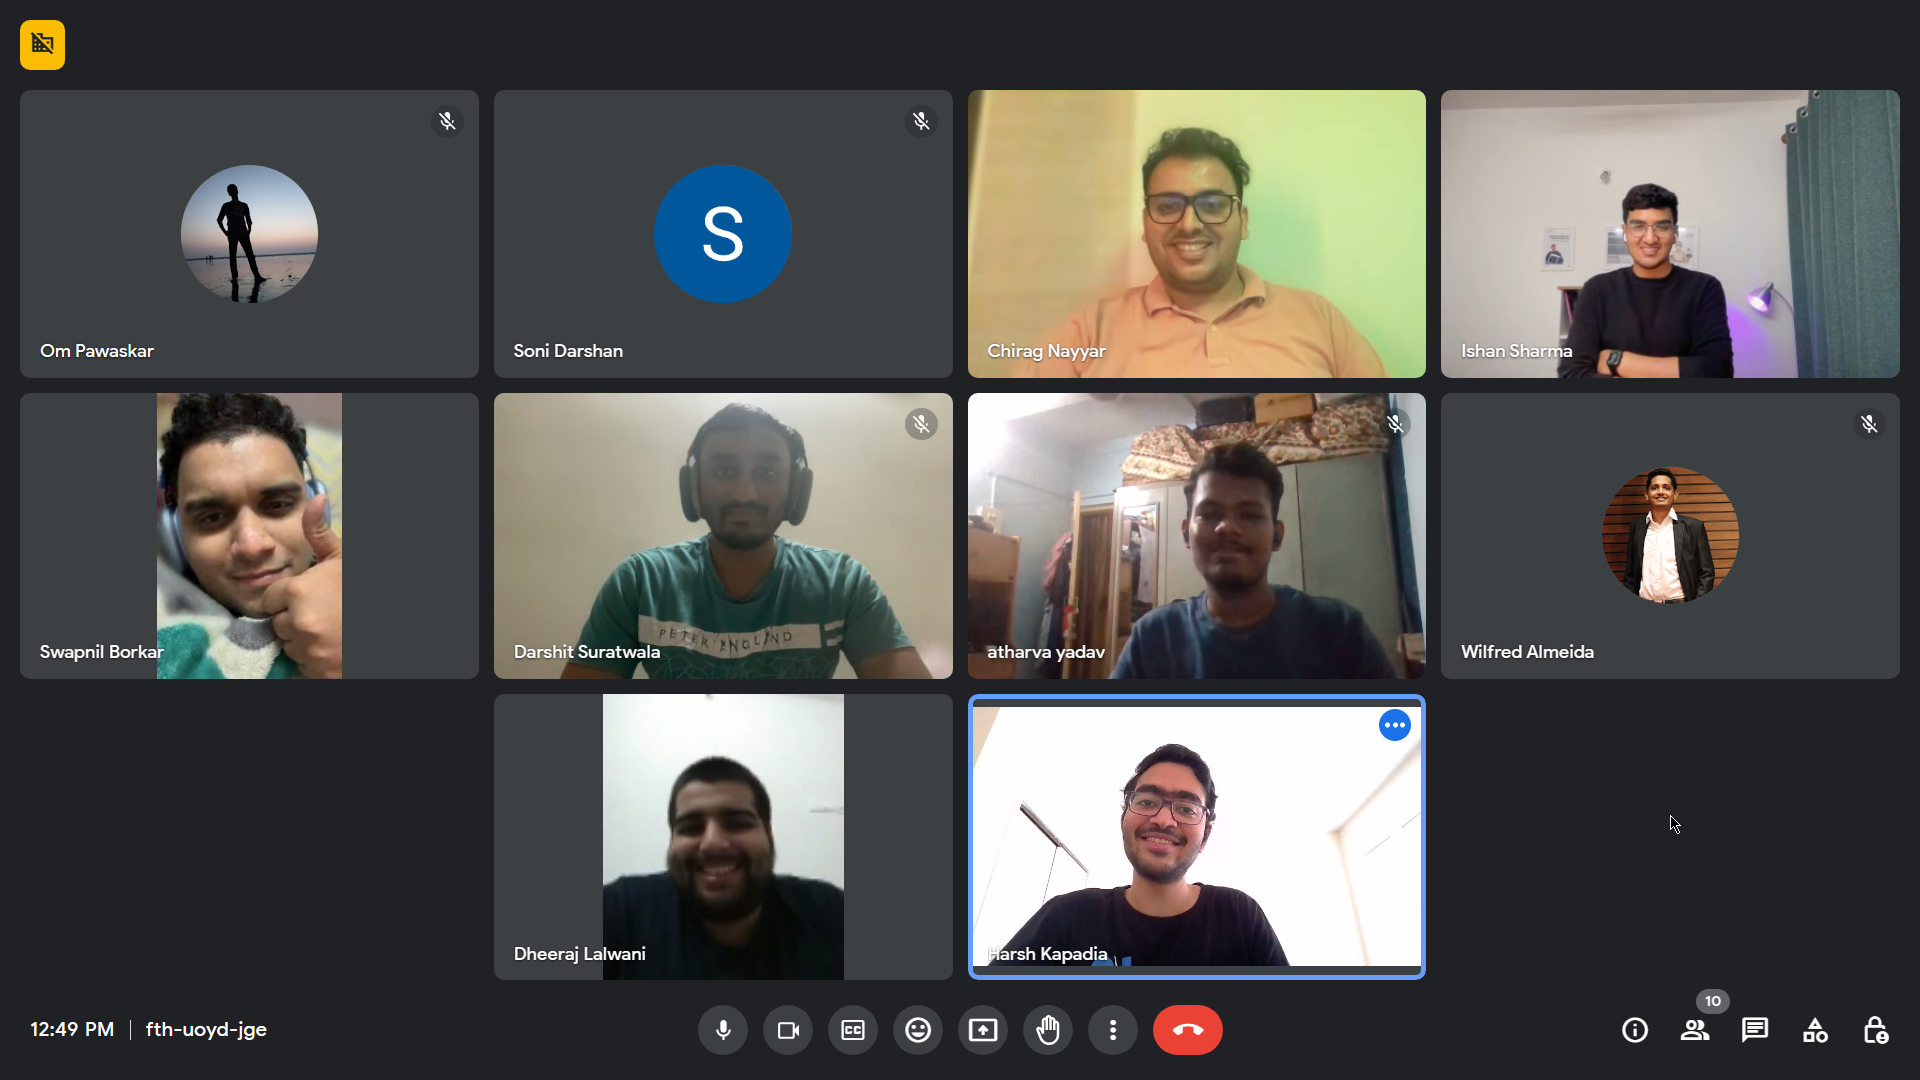 S
Om Pawaskar
Soni Darshan
Chirag Nayyar
Ishan Sharma
PETER ENGLAND
Swapnil Borkar
Darshit Suratwala
atharva yadav
Wilfred Almeida
Dheeraj Lalwani
Harsh Kapadia
10
12:49 PM | fth-uoyd-jge
CC